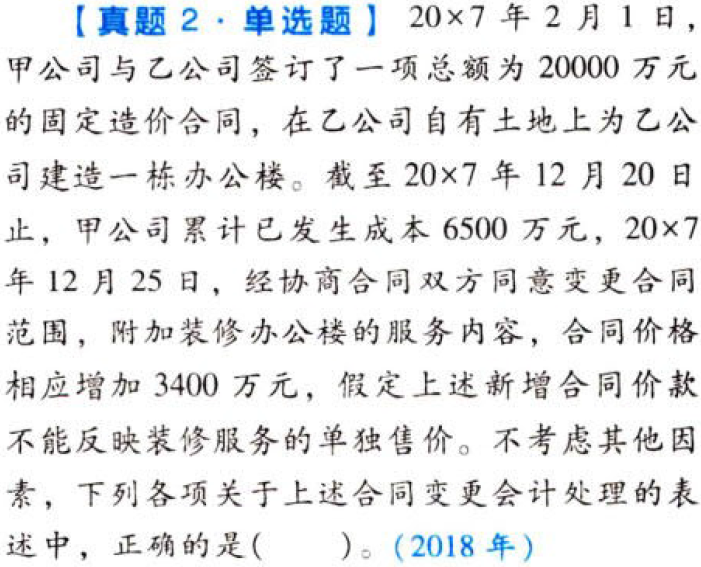 【真题 2·单选题】 20×7 年 2 月 1 日，
甲公司与乙公司签订了一项总额为 20000 万元
的固定造价合同，在乙公司自有土地上为乙公
司建造一栋办公楼。截至 20×7 年 12 月 20 日
止，甲公司累计已发生成本 6500 万元，20×7
年 12 月 25 日，经协商合同双方同意变更合同
范围，附加装修办公楼的服务内容，合同价格
相应增加 3400 万元，假定上述新增合同价款
不能反映装修服务的单独售价。不考虑其他因
素，下列各项关于上述合同变更会计处理的表
述中，正确的是(　　)。(2018 年)